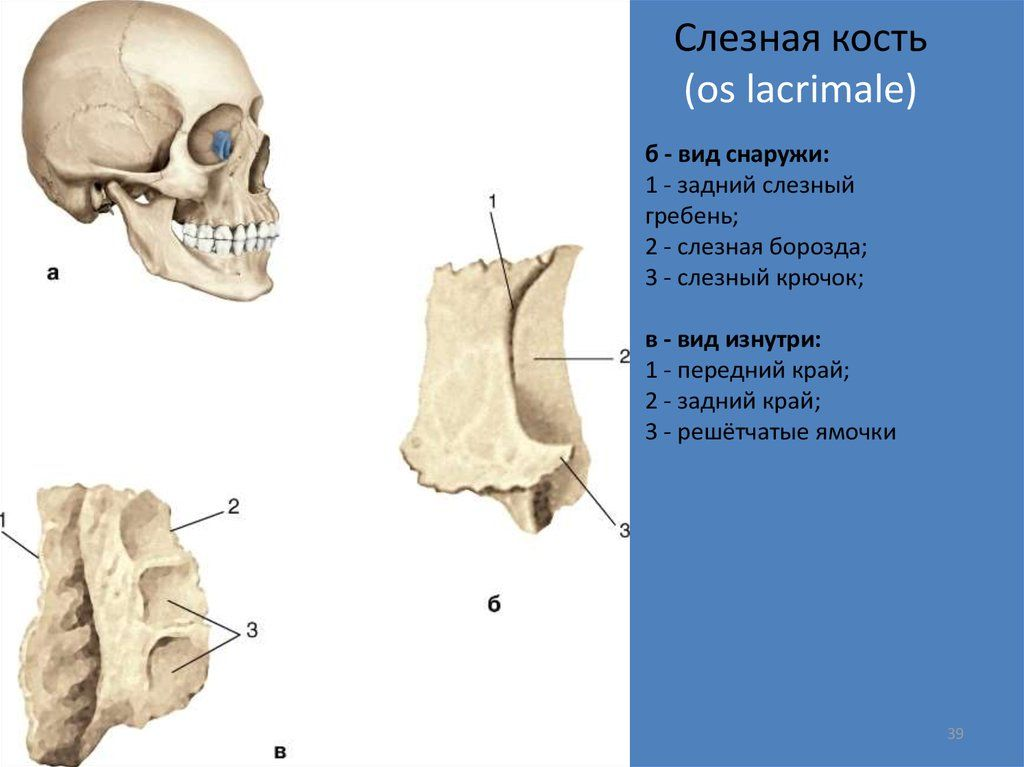 Слезная кость
(os lacrimale)
б - вид снаружи:
1 - задний слезный
гребень;
2 - слезная борозда;
3 - слезный крючок;
в - вид изнутри:
1 - передний край;
2 - задний край;
3 - решётчатые ямочки
а
1
2
3
б
1
2
3
в
39